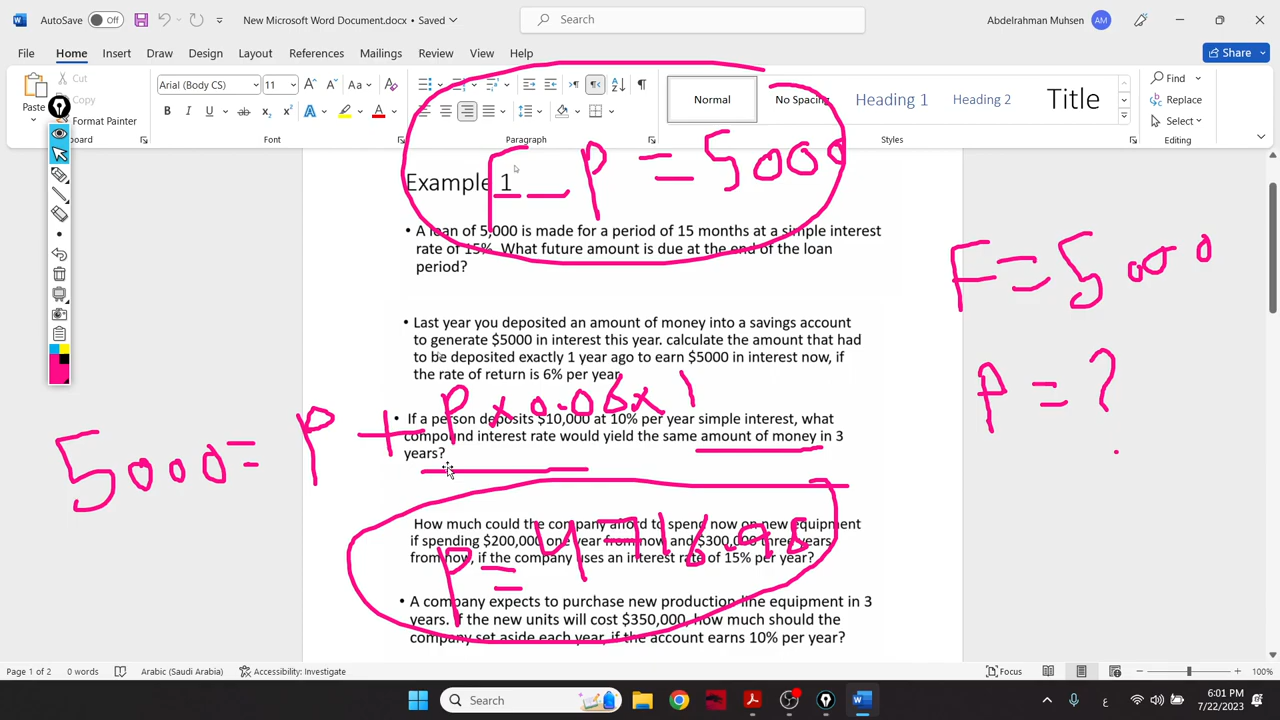 AutoSave Off New Microsoft Word Document.docx • Saved Search Abdelrahman Muhsen AM
File Home Insert Draw Design Layout References Mailings Review View Help Share
Paste Cut Copy Format Painter
Arial (Body CS) 11
Normal No Spacing Heading 1 Heading 2 Title
Find Replace Select
Font Paragraph Styles
F - P = 5000
Example 1
• A loan of 5,000 is made for a period of 15 months at a simple interest
rate of 15%. What future amount is due at the end of the loan
period?
F = 5000
• Last year you deposited an amount of money into a savings account
to generate $5000 in interest this year. calculate the amount that had
to be deposited exactly 1 year ago to earn $5000 in interest now, if
the rate of return is 6% per year.
P = ?
5000 = P + P x 0.06 x 1
• If a person deposits $10,000 at 10% per year simple interest, what
compound interest rate would yield the same amount of money in 3
years?
How much could the company afford to spend now on new equipment
if spending $200,000 one year from now and $300,000 three years
from now, if the company uses an interest rate of 15% per year?
P = 4716.98
• A company expects to purchase new production line equipment in 3
years. If the new units will cost $350,000, how much should the
company set aside each year, if the account earns 10% per year?
Page 1 of 2 0 words Arabic (Saudi Arabia) Accessibility: Investigate Focus 100%
Search
ع 6:01 PM
7/22/2023